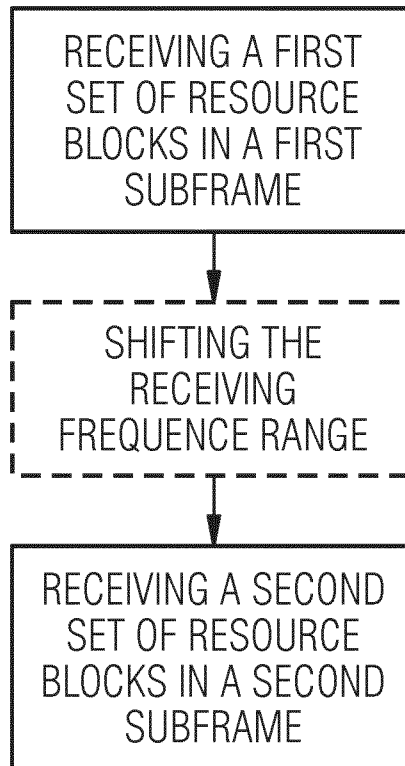 RECEIVING A FIRST
SET OF RESOURCE
BLOCKS IN A FIRST
SUBFRAME
SHIFTING THE
RECEIVING
FREQUENCE RANGE
RECEIVING A SECOND
SET OF RESOURCE
BLOCKS IN A SECOND
SUBFRAME